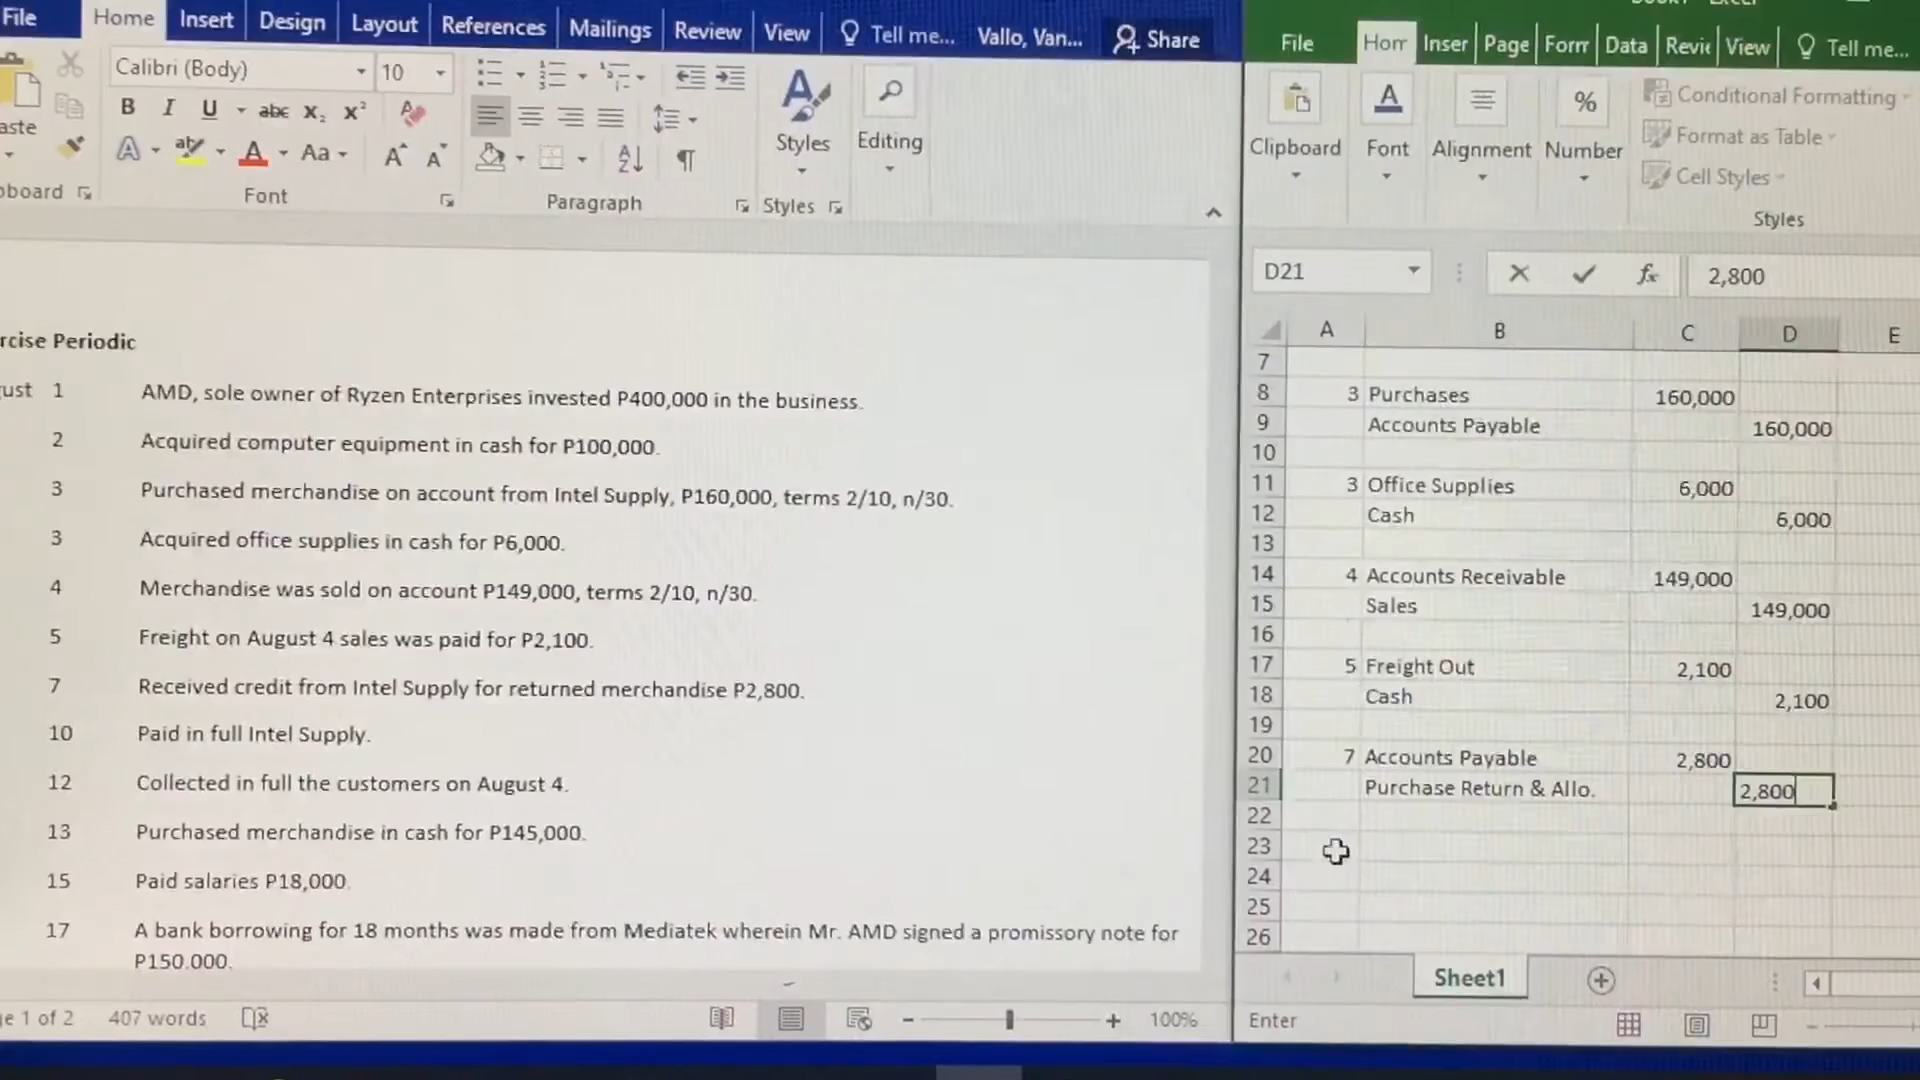 File Home Insert Design Layout References Mailings Review View Tell me... Vallo, Van... Share
Calibri (Body) 10
B I U abc X₂ X²
Aa
Styles
Editing
Font
Paragraph
Styles
rcise Periodic
ust 1 AMD, sole owner of Ryzen Enterprises invested P400,000 in the business.
2 Acquired computer equipment in cash for P100,000.
3 Purchased merchandise on account from Intel Supply, P160,000, terms 2/10, n/30.
3 Acquired office supplies in cash for P6,000.
4 Merchandise was sold on account P149,000, terms 2/10, n/30.
5 Freight on August 4 sales was paid for P2,100.
7 Received credit from Intel Supply for returned merchandise P2,800.
10 Paid in full Intel Supply.
12 Collected in full the customers on August 4.
13 Purchased merchandise in cash for P145,000.
15 Paid salaries P18,000.
17 A bank borrowing for 18 months was made from Mediatek wherein Mr. AMD signed a promissory note for
P150.000.
ge 1 of 2 407 words 100%
File Hom Inser Page Form Data Revie View Tell me...
Clipboard Font Alignment Number
%
Conditional Formatting
Format as Table
Cell Styles
Styles
D21 fx 2,800
A B C D E
7
8 3 Purchases 160,000
9 Accounts Payable 160,000
10
11 3 Office Supplies 6,000
12 Cash 6,000
13
14 4 Accounts Receivable 149,000
15 Sales 149,000
16
17 5 Freight Out 2,100
18 Cash 2,100
19
20 7 Accounts Payable 2,800
21 Purchase Return & Allo. 2,800
22
23
24
25
26
Sheet1
Enter